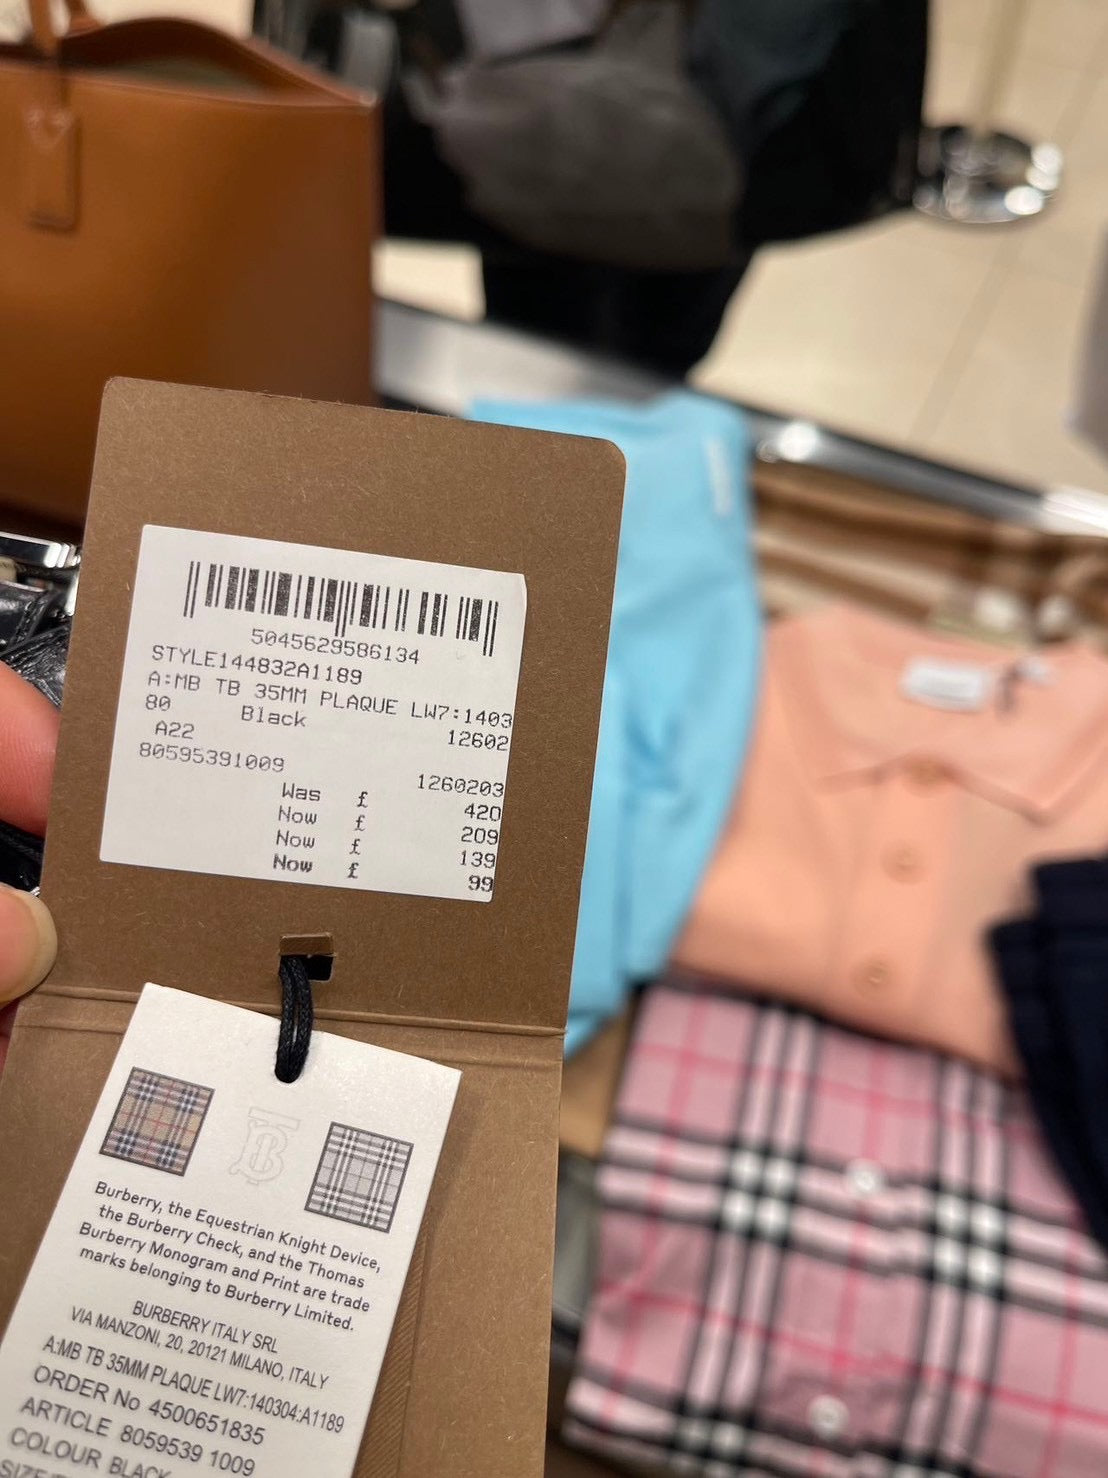 5045629586134
STYLE144832A1189
A:MB TB 35MM PLAQUE LW7:1403
80 Black 12602
A22
80595391009 1260203
Was £ 420
Now £ 209
Now £ 139
Now £ 99
Burberry, the Equestrian Knight Device,
the Burberry Check, and the Thomas
Burberry Monogram and Print are trade
marks belonging to Burberry Limited.
BURBERRY ITALY SRL
VIA MANZONI, 20, 20121 MILANO, ITALY
A:MB TB 35MM PLAQUE LW7:140304:A1189
ORDER No 4500651835
ARTICLE 8059539 1009
COLOUR BLACK